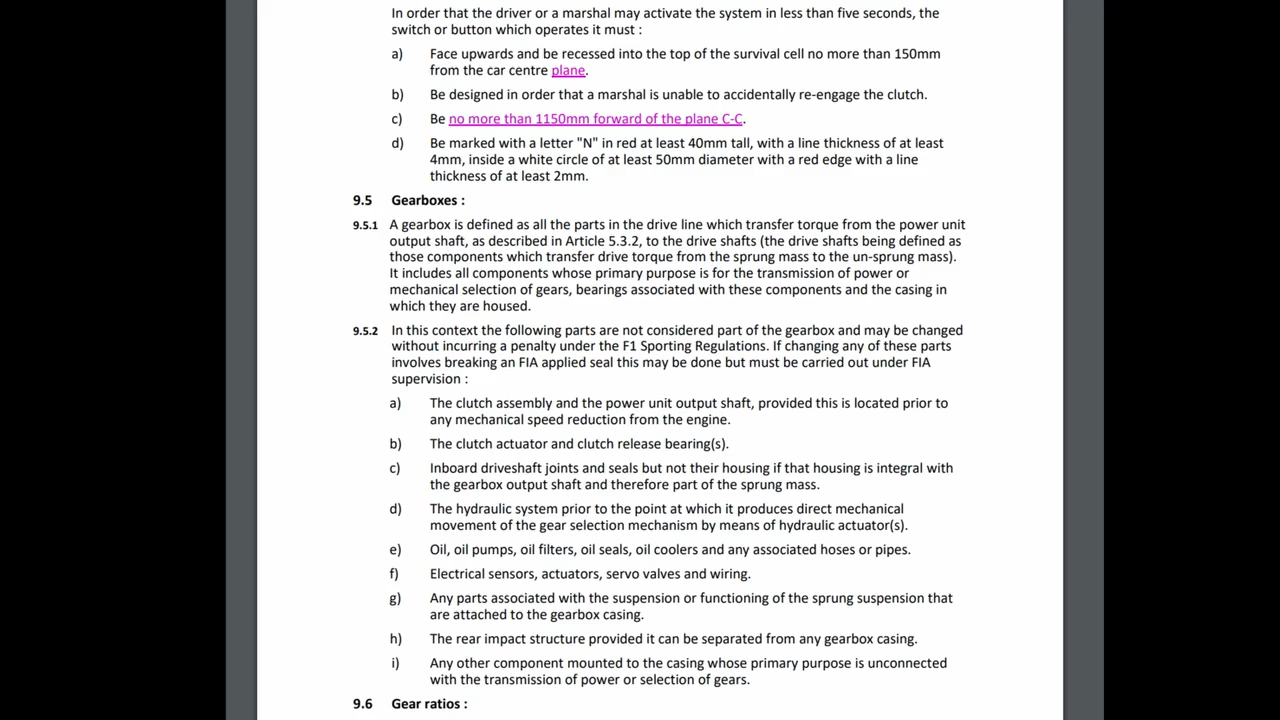 In order that the driver or a marshal may activate the system in less than five seconds, the
switch or button which operates it must :
a) Face upwards and be recessed into the top of the survival cell no more than 150mm
from the car centre plane.
b) Be designed in order that a marshal is unable to accidentally re-engage the clutch.
c) Be no more than 1150mm forward of the plane C-C.
d) Be marked with a letter "N" in red at least 40mm tall, with a line thickness of at least
4mm, inside a white circle of at least 50mm diameter with a red edge with a line
thickness of at least 2mm.
9.5 Gearboxes :
9.5.1 A gearbox is defined as all the parts in the drive line which transfer torque from the power unit
output shaft, as described in Article 5.3.2, to the drive shafts (the drive shafts being defined as
those components which transfer drive torque from the sprung mass to the un-sprung mass).
It includes all components whose primary purpose is for the transmission of power or
mechanical selection of gears, bearings associated with these components and the casing in
which they are housed.
9.5.2 In this context the following parts are not considered part of the gearbox and may be changed
without incurring a penalty under the F1 Sporting Regulations. If changing any of these parts
involves breaking an FIA applied seal this may be done but must be carried out under FIA
supervision :
a) The clutch assembly and the power unit output shaft, provided this is located prior to
any mechanical speed reduction from the engine.
b) The clutch actuator and clutch release bearing(s).
c) Inboard driveshaft joints and seals but not their housing if that housing is integral with
the gearbox output shaft and therefore part of the sprung mass.
d) The hydraulic system prior to the point at which it produces direct mechanical
movement of the gear selection mechanism by means of hydraulic actuator(s).
e) Oil, oil pumps, oil filters, oil seals, oil coolers and any associated hoses or pipes.
f) Electrical sensors, actuators, servo valves and wiring.
g) Any parts associated with the suspension or functioning of the sprung suspension that
are attached to the gearbox casing.
h) The rear impact structure provided it can be separated from any gearbox casing.
i) Any other component mounted to the casing whose primary purpose is unconnected
with the transmission of power or selection of gears.
9.6 Gear ratios :